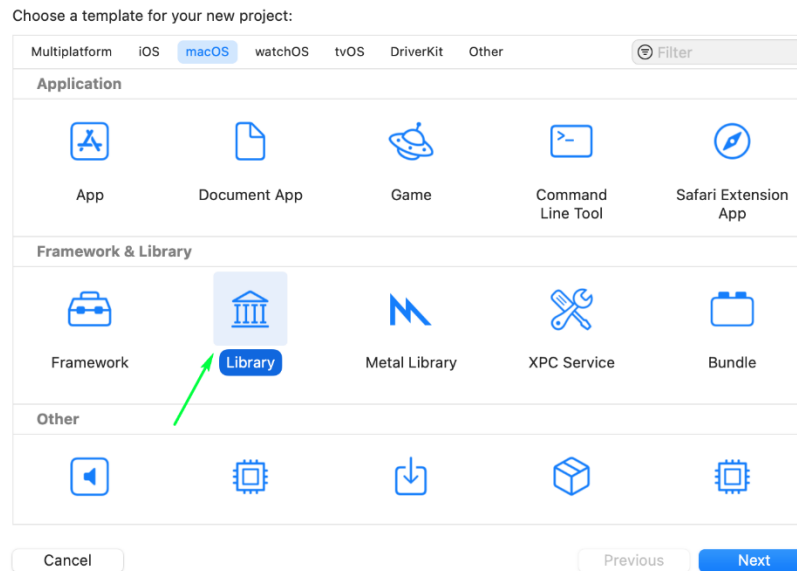 Choose a template for your new project:
Multiplatform iOS macOS watchOS tvOS DriverKit Other Filter
Application
App Document App Game Command Line Tool Safari Extension App
Framework & Library
Framework Library Metal Library XPC Service Bundle
Other
Cancel Previous Next